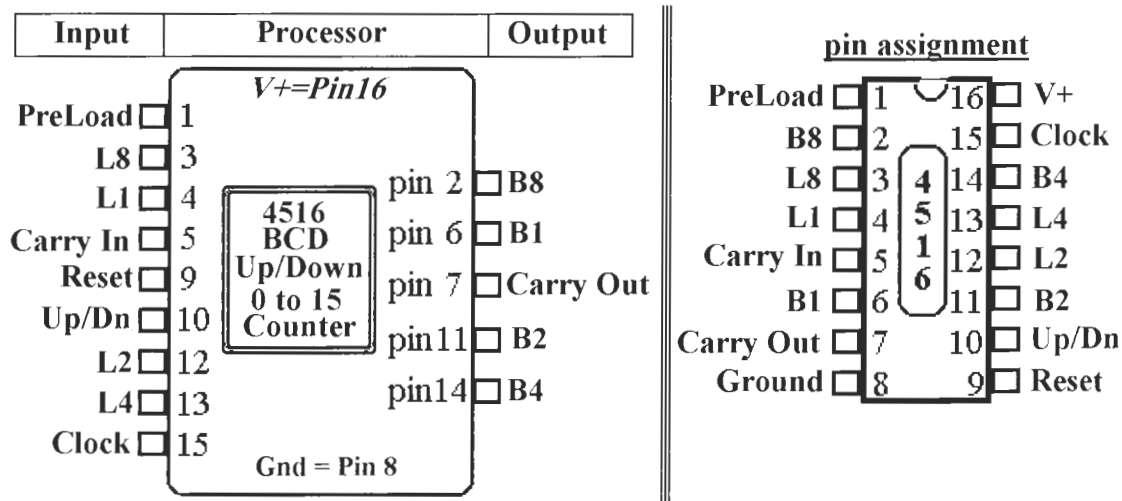 Input Processor Output
V+=Pin16
PreLoad 1
L8 3
L1 4
Carry In 5
Reset 9
Up/Dn 10
L2 12
L4 13
Clock 15
4516
BCD
Up/Down
0 to 15
Counter
pin 2 B8
pin 6 B1
pin 7 Carry Out
pin11 B2
pin14 B4
Gnd = Pin 8
pin assignment
PreLoad 1 16 V+
B8 2 15 Clock
L8 3 14 B4
L1 4 13 L4
Carry In 5 12 L2
B1 6 11 B2
Carry Out 7 10 Up/Dn
Ground 8 9 Reset
4
5
1
6